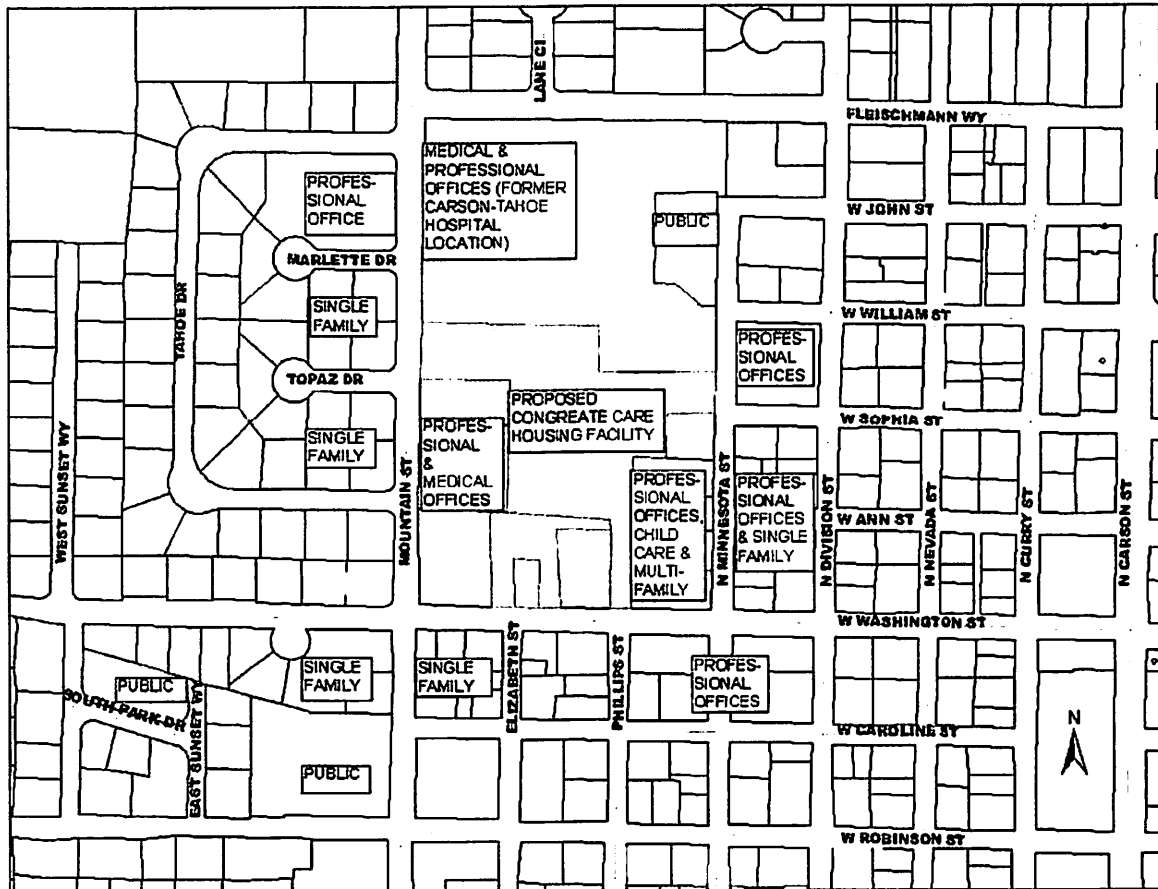 LANE CI
FLEISCHMANN WY
MEDICAL &
PROFESSIONAL
OFFICES (FORMER
CARSON-TAHOE
HOSPITAL
LOCATION)
PROFES-
SIONAL
OFFICE
PUBLIC
W JOHN ST
MARLETTE DR
SINGLE
FAMILY
TAHOE DR
W WILLIAM ST
PROFES-
SIONAL
OFFICES
TOPAZ DR
PROPOSED
CONGREATE CARE
HOUSING FACILITY
W SOPHIA ST
PROFES-
SIONAL
&
MEDICAL
OFFICES
SINGLE
FAMILY
WEST SUNSET WY
MOUNTAIN ST
PROFES-
SIONAL
OFFICES,
CHILD
CARE &
MULTI-
FAMILY
N MINNESOTA ST
PROFES-
SIONAL
OFFICES
& SINGLE
FAMILY
N DIVISION ST
W ANN ST
N NEVADA ST
N CURRY ST
N CARSON ST
W WASHINGTON ST
SINGLE
FAMILY
SINGLE
FAMILY
ELIZABETH ST
PHILLIPS ST
PROFES-
SIONAL
OFFICES
PUBLIC
SOUTH PARK DR
EAST SUNSET WY
W CAROLINE ST
N
PUBLIC
W ROBINSON ST